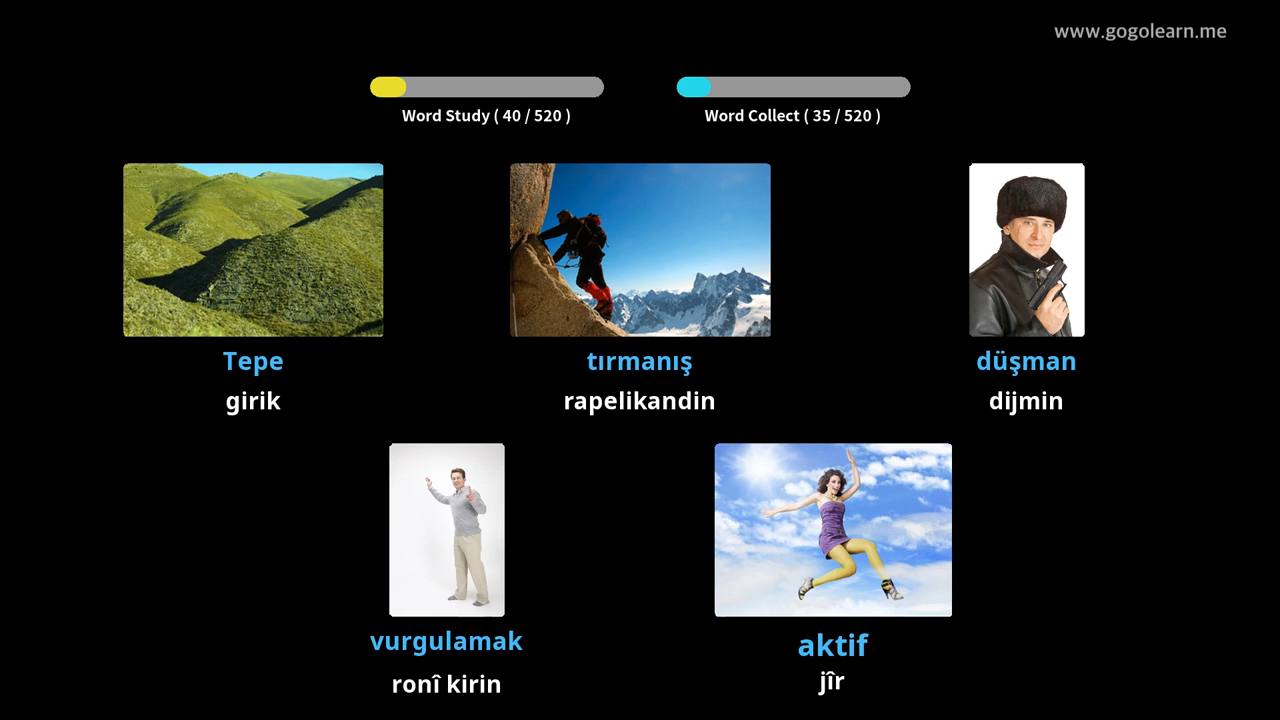 www.gogolearn.me
Word Study ( 40 / 520 )
Word Collect ( 35 / 520 )
Tepe
girik
tırmanış
rapelikandin
düşman
dijmin
vurgulamak
ronî kirin
aktif
jîr